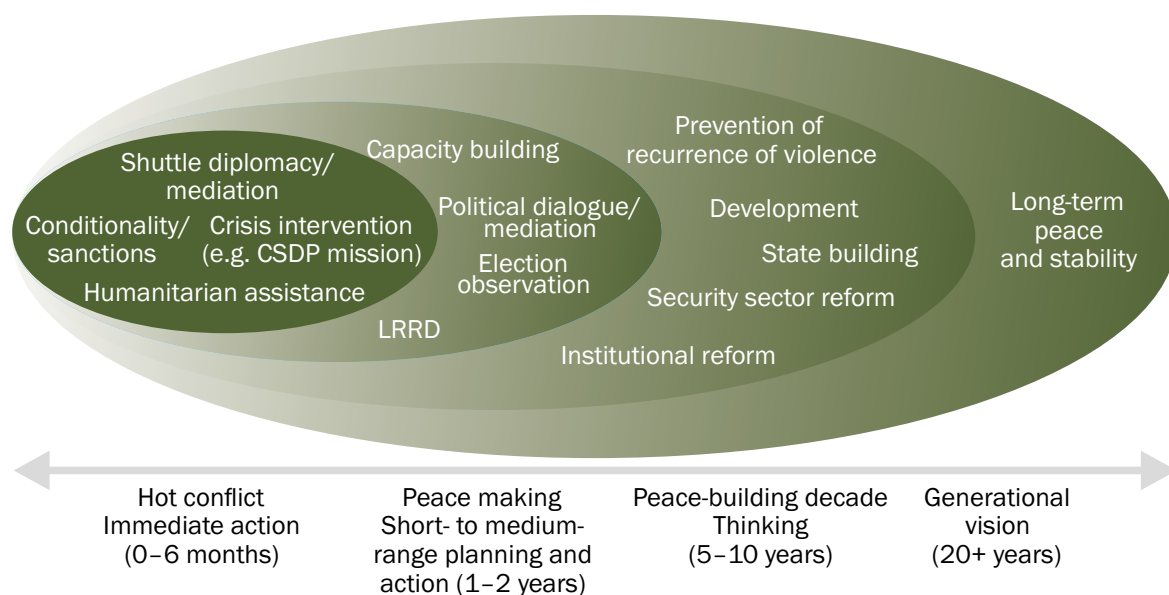 Shuttle diplomacy/
mediation
Conditionality/
sanctions
Crisis intervention
(e.g. CSDP mission)
Humanitarian assistance
Capacity building
Political dialogue/
mediation
Election
observation
LRRD
Prevention of
recurrence of violence
Development
State building
Security sector reform
Institutional reform
Long-term
peace
and stability
Hot conflict
Immediate action
(0–6 months)
Peace making
Short- to medium-
range planning and
action (1–2 years)
Peace-building decade
Thinking
(5–10 years)
Generational
vision
(20+ years)